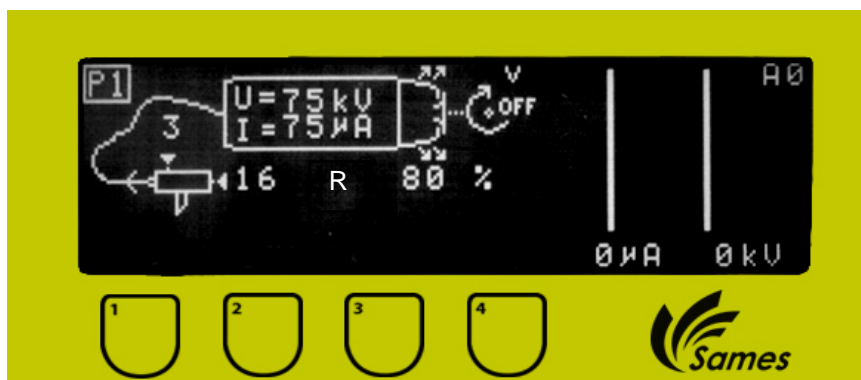 P1
V
A0
U=75kV
OFF
3
I=75µA
16 R 80 %
0µA 0kV
1 2 3 4
Sames